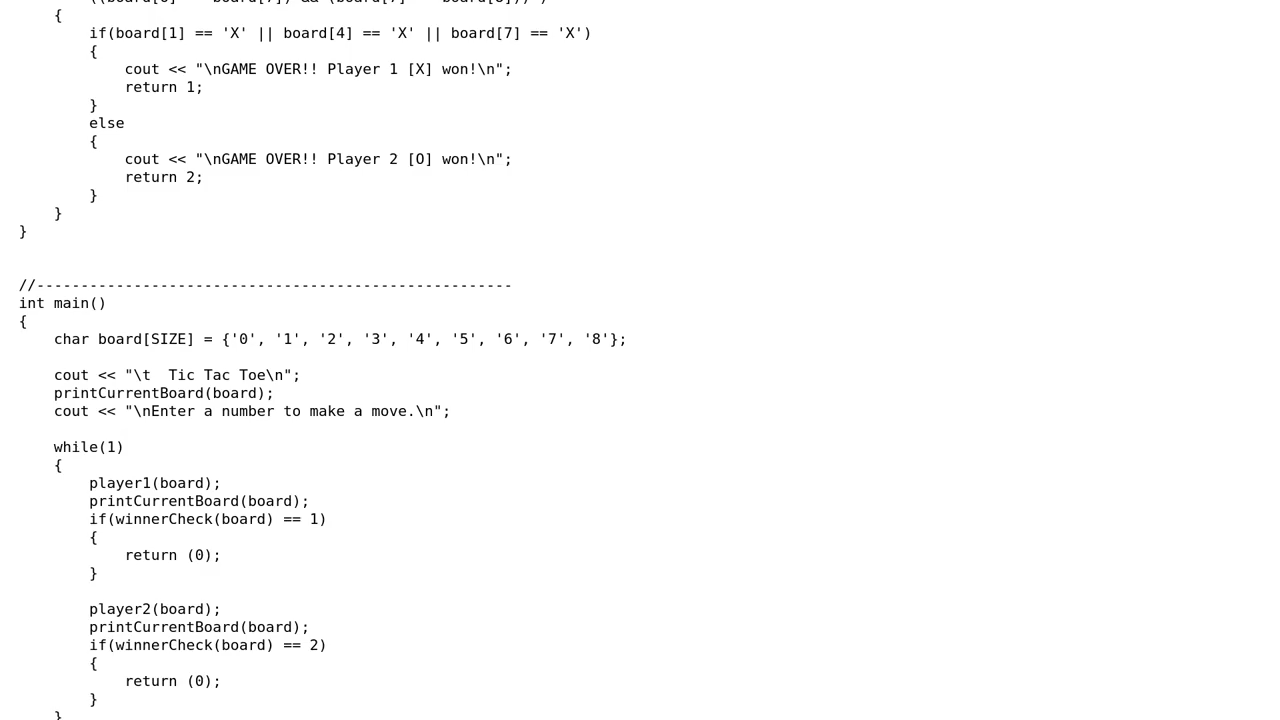 {
        if(board[1] == 'X' || board[4] == 'X' || board[7] == 'X')
        {
            cout << "\nGAME OVER!! Player 1 [X] won!\n";
            return 1;
        }
        else
        {
            cout << "\nGAME OVER!! Player 2 [O] won!\n";
            return 2;
        }
    }
}

//------------------------------------------------------
int main()
{
    char board[SIZE] = {'0', '1', '2', '3', '4', '5', '6', '7', '8'};

    cout << "\t  Tic Tac Toe\n";
    printCurrentBoard(board);
    cout << "\nEnter a number to make a move.\n";

    while(1)
    {
        player1(board);
        printCurrentBoard(board);
        if(winnerCheck(board) == 1)
        {
            return (0);
        }

        player2(board);
        printCurrentBoard(board);
        if(winnerCheck(board) == 2)
        {
            return (0);
        }
    }